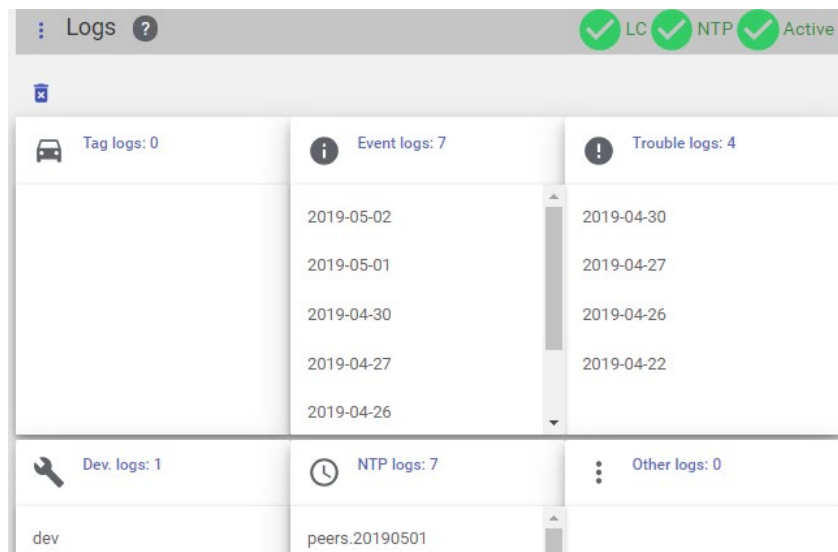 Logs ?
LC NTP Active
Tag logs: 0
Event logs: 7
2019-05-02
2019-05-01
2019-04-30
2019-04-27
2019-04-26
Trouble logs: 4
2019-04-30
2019-04-27
2019-04-26
2019-04-22
Dev. logs: 1
dev
NTP logs: 7
peers.20190501
Other logs: 0